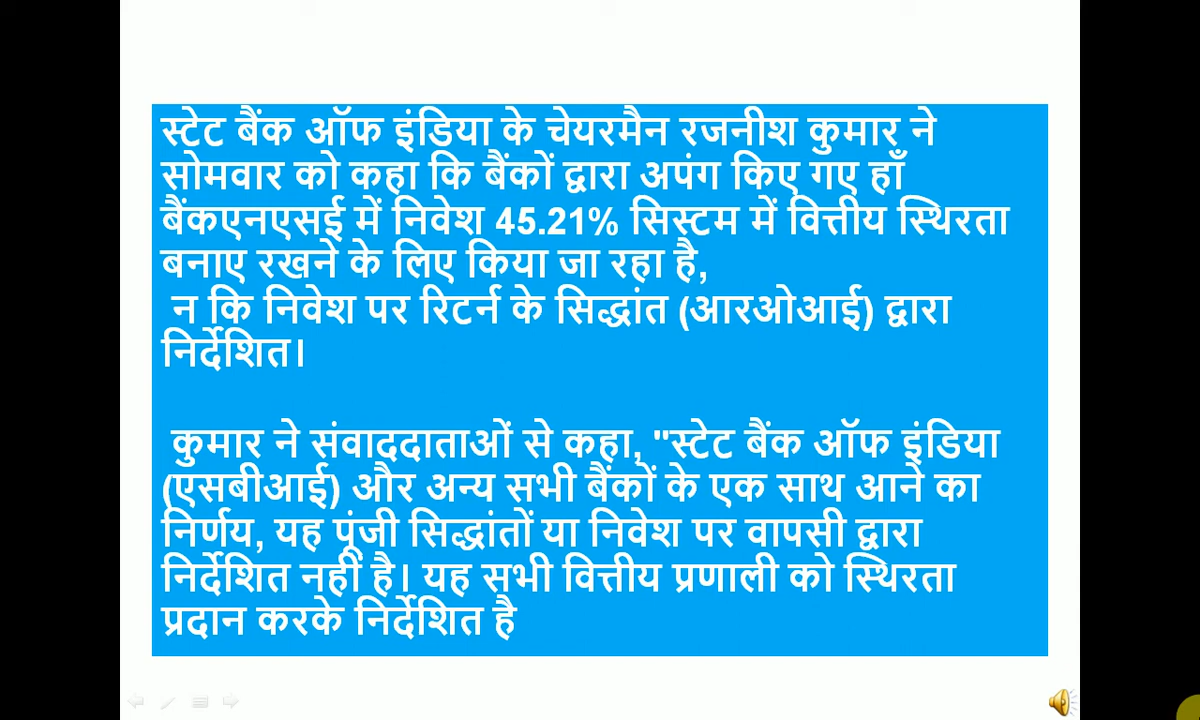 स्टेट बैंक ऑफ इंडिया के चेयरमैन रजनीश कुमार ने
सोमवार को कहा कि बैंकों द्वारा अपंग किए गए हाँ
बैंकएनएसई में निवेश 45.21% सिस्टम में वित्तीय स्थिरता
बनाए रखने के लिए किया जा रहा है,
न कि निवेश पर रिटर्न के सिद्धांत (आरओआई) द्वारा
निर्देशित।
कुमार ने संवाददाताओं से कहा, "स्टेट बैंक ऑफ इंडिया
(एसबीआई) और अन्य सभी बैंकों के एक साथ आने का
निर्णय, यह पूंजी सिद्धांतों या निवेश पर वापसी द्वारा
निर्देशित नहीं है। यह सभी वित्तीय प्रणाली को स्थिरता
प्रदान करके निर्देशित है